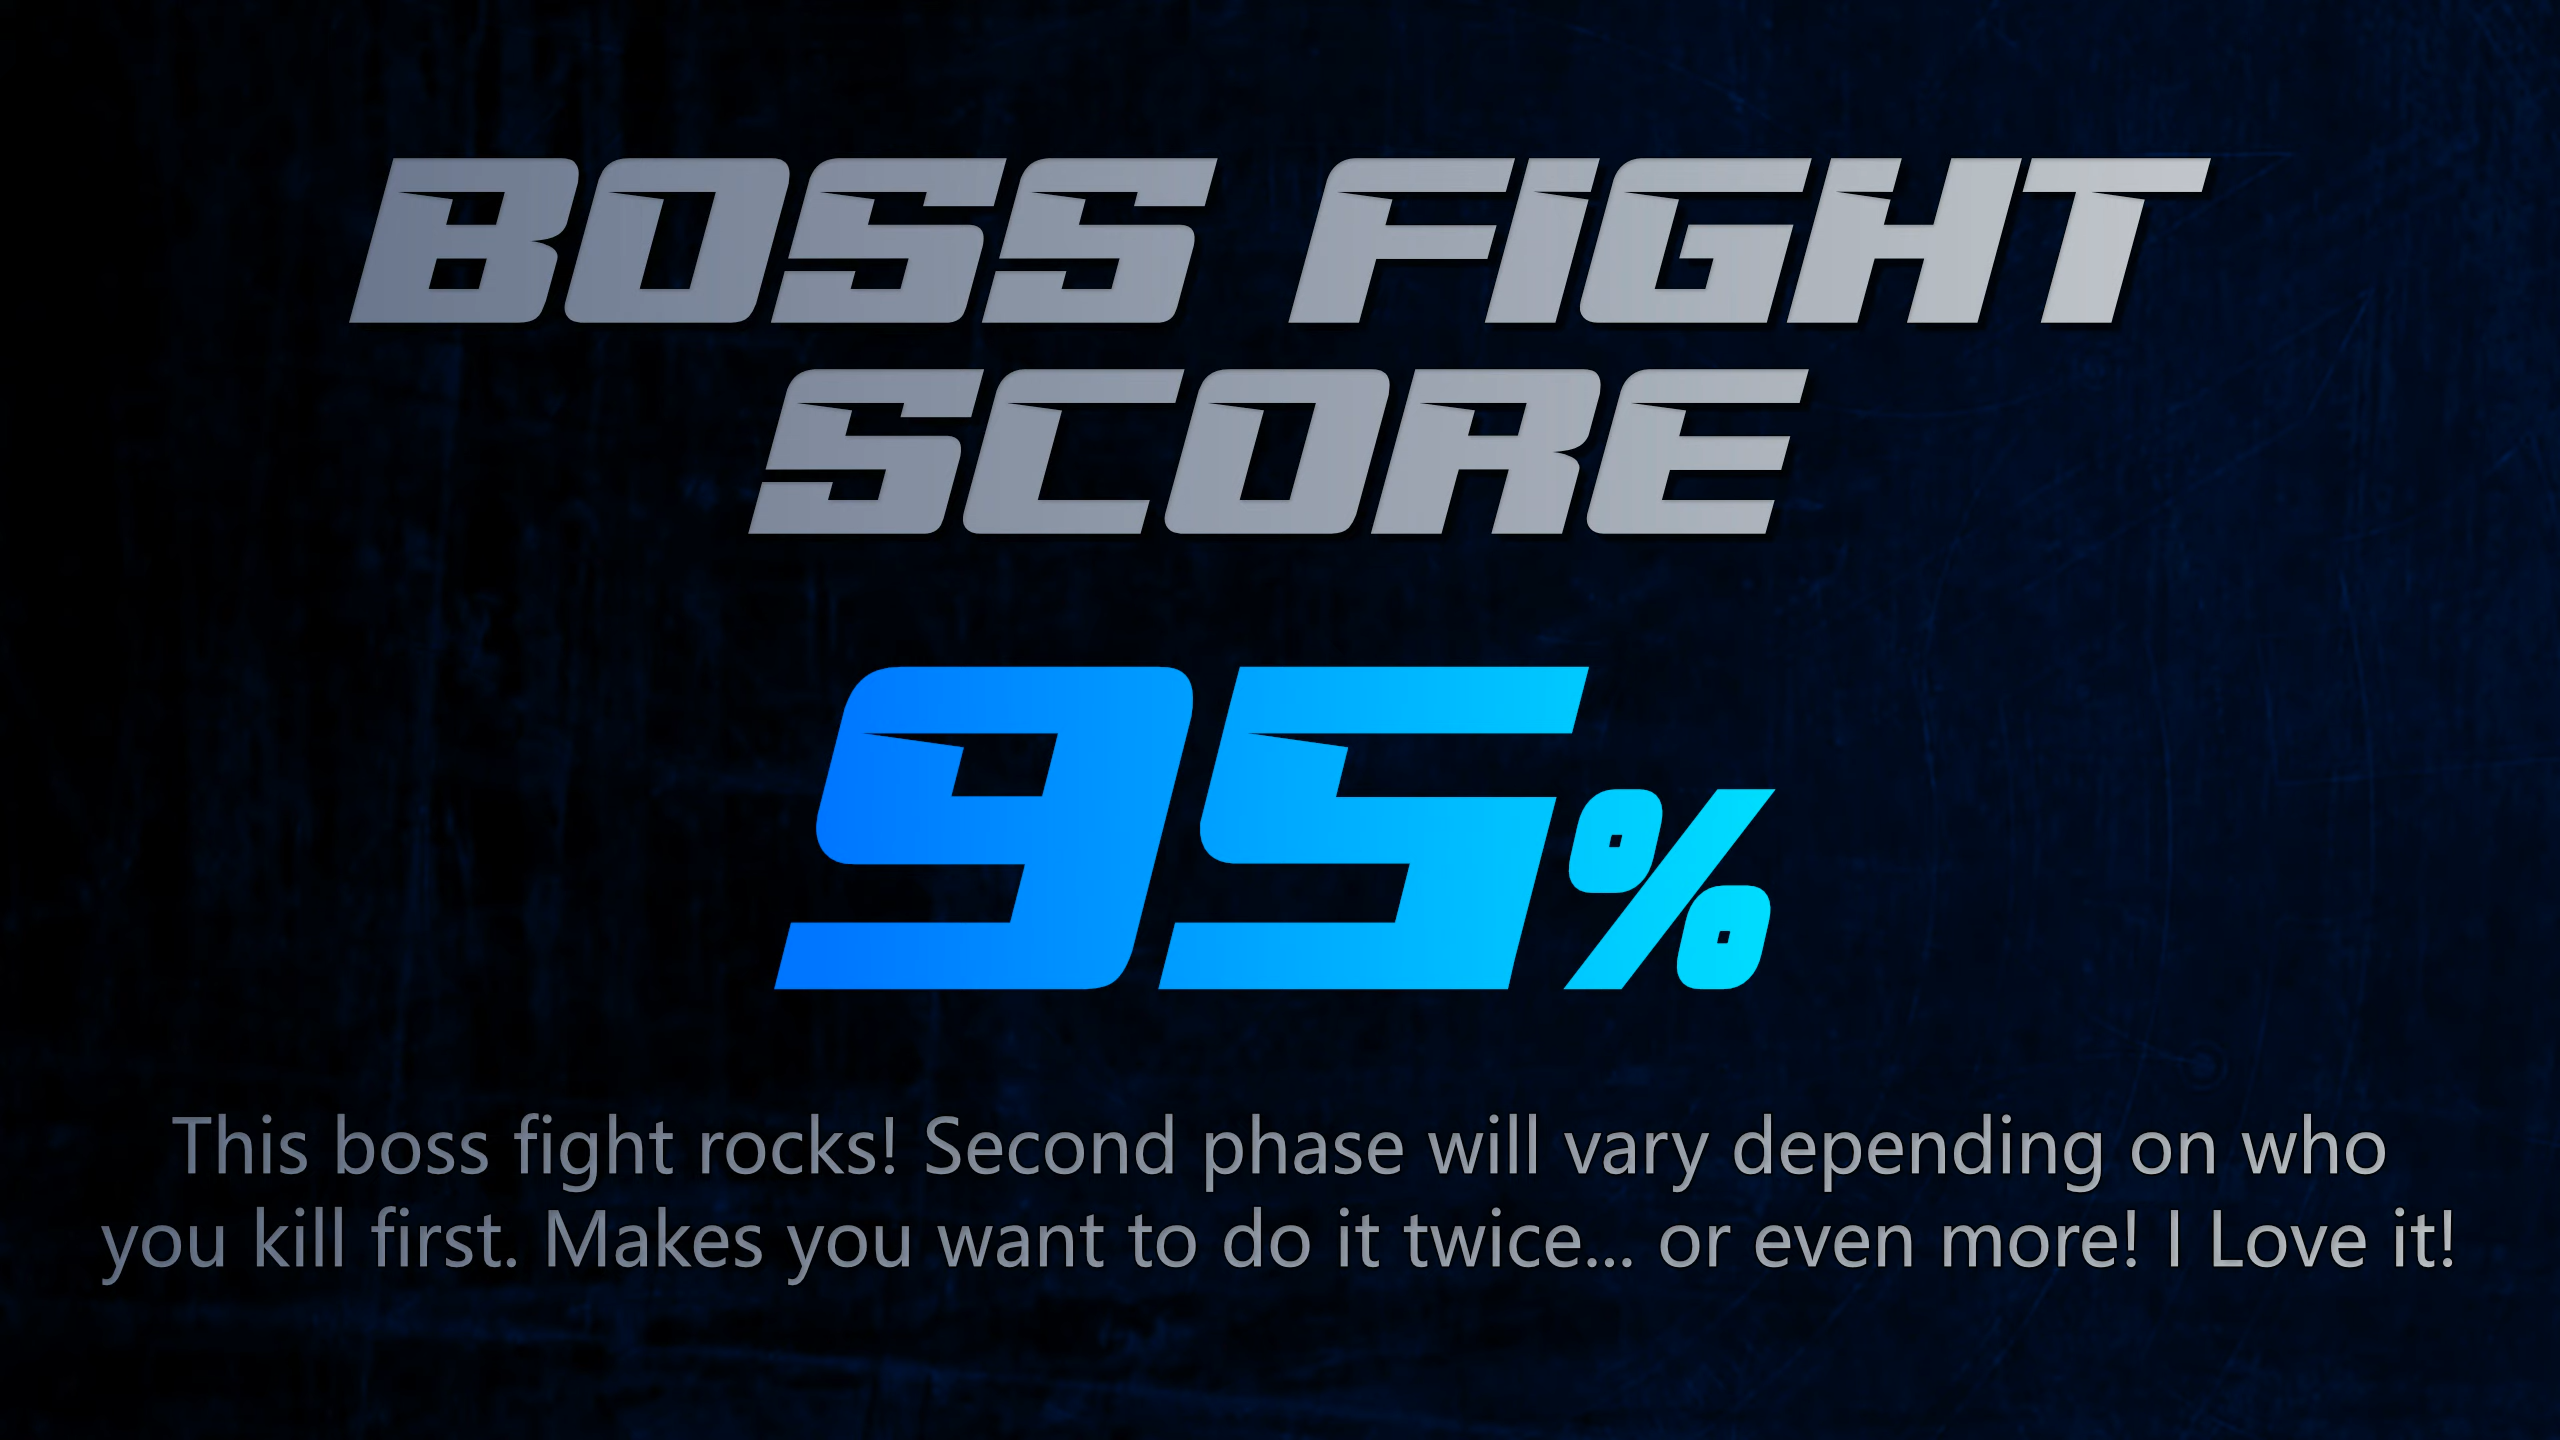 BOSS FIGHT
SCORE
95%
This boss fight rocks! Second phase will vary depending on who
you kill first. Makes you want to do it twice... or even more! I Love it!